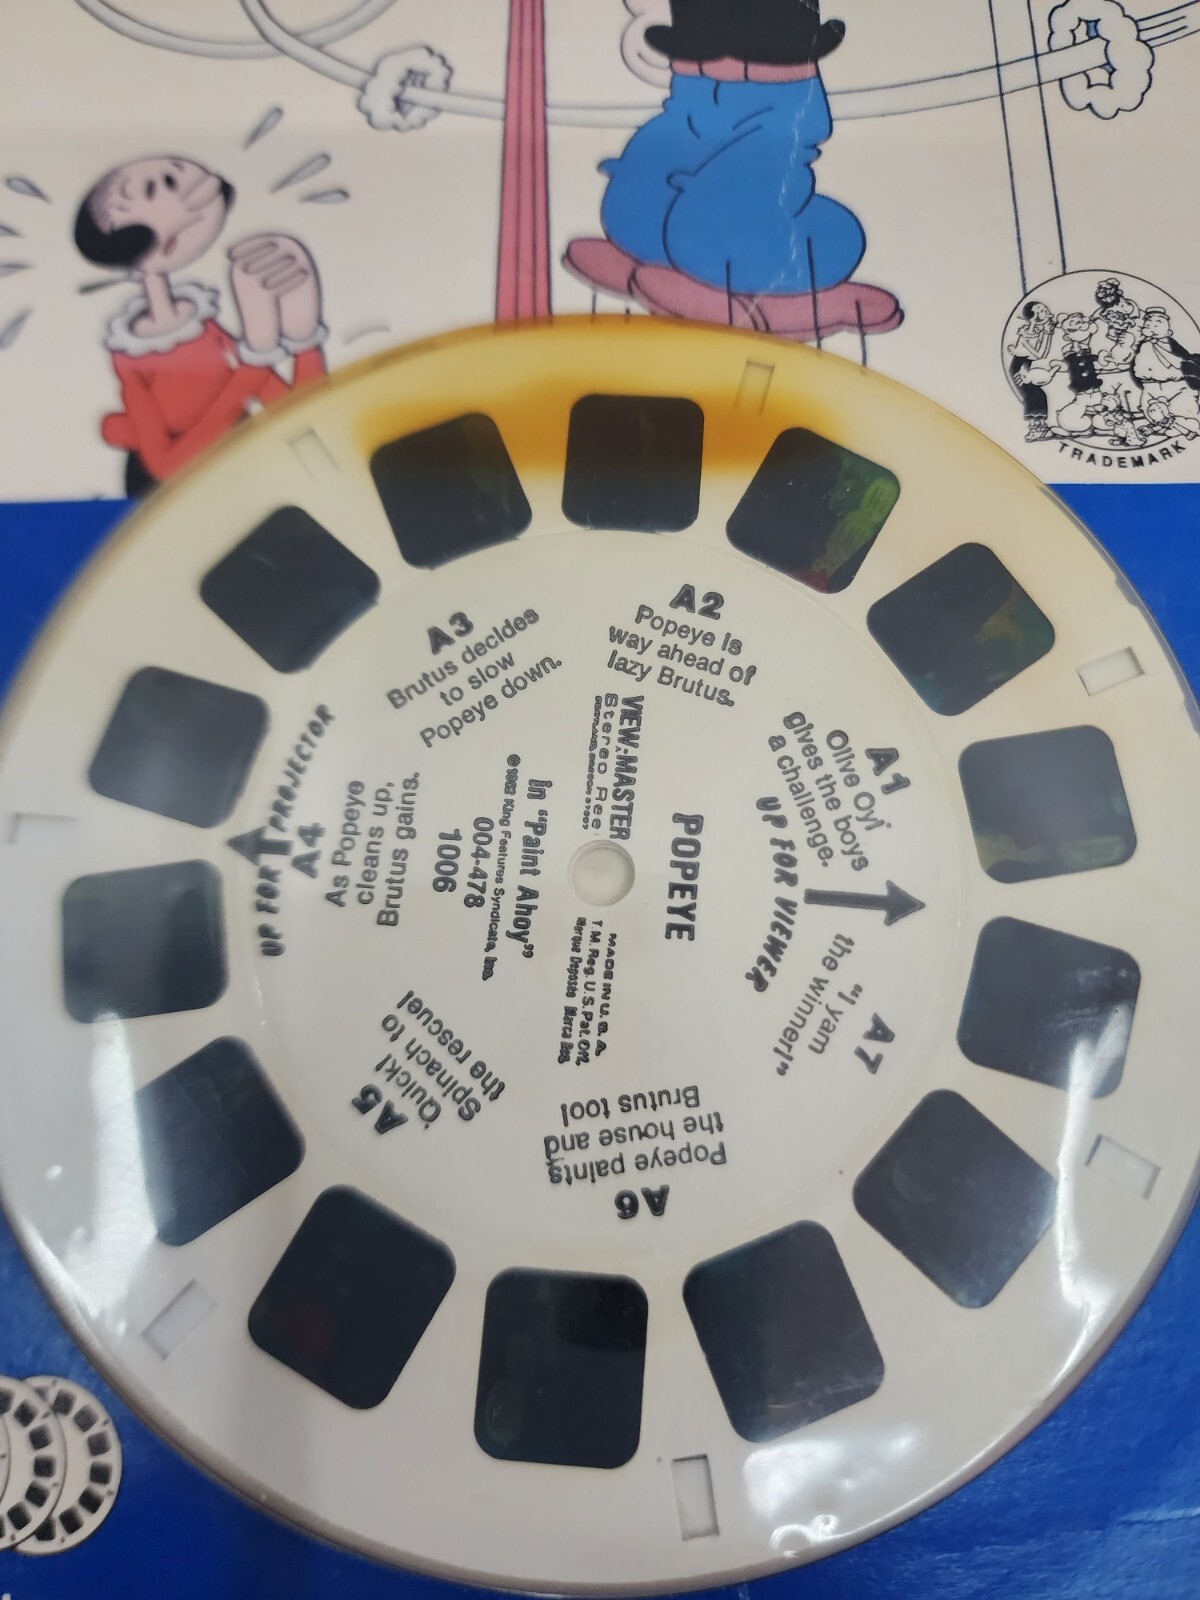 TRADEMARK
POPEYE
VIEW-MASTER
Stereo Reel
MADE IN U.S.A.
T.M. Reg. U.S. Pat. Off.
Marque Deposée Marca Reg.
in "Paint Ahoy"
©1962 King Features Syndicate, Inc.
004-478
1006
UP FOR VIEWER
UP FOR PROJECTOR
A1
Olive Oyl
gives the boys
a challenge.
A2
Popeye is
way ahead of
lazy Brutus.
A3
Brutus decides
to slow
Popeye down.
A4
As Popeye
cleans up,
Brutus gains.
A5
Quick!
Spinach to
the rescue!
A6
Popeye paints
the house and
Brutus too!
A7
"I yam
the winner!"